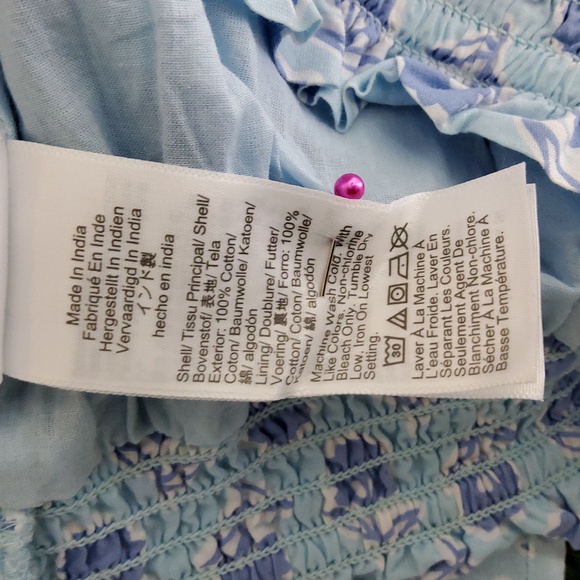 Made In India
Fabriqué En Inde
Hergestellt In Indien
Vervaardigd In India
インド製
hecho en india
Shell/ Tissu Principal/ Shell/
Bovenstof/ 表地/ Tela
Exterior: 100% Cotton/
Coton/ Baumwolle/ Katoen/
綿/ algodón
Lining/ Doublure/ Futter/
Voering/ 裏地/ Forro: 100%
Cotton/ Coton/ Baumwolle/
Katoen/ 綿/ algodón
Machine Wash Cold, With
Like Colors. Non-chlorine
Bleach Only. Tumble Dry
Low. Iron On Lowest
Setting.
30
Laver À La Machine À
L'eau Froide. Laver En
Séparant Les Couleurs.
Seulement Agent De
Blanchiment Non-chlore.
Sécher À La Machine À
Basse Température.